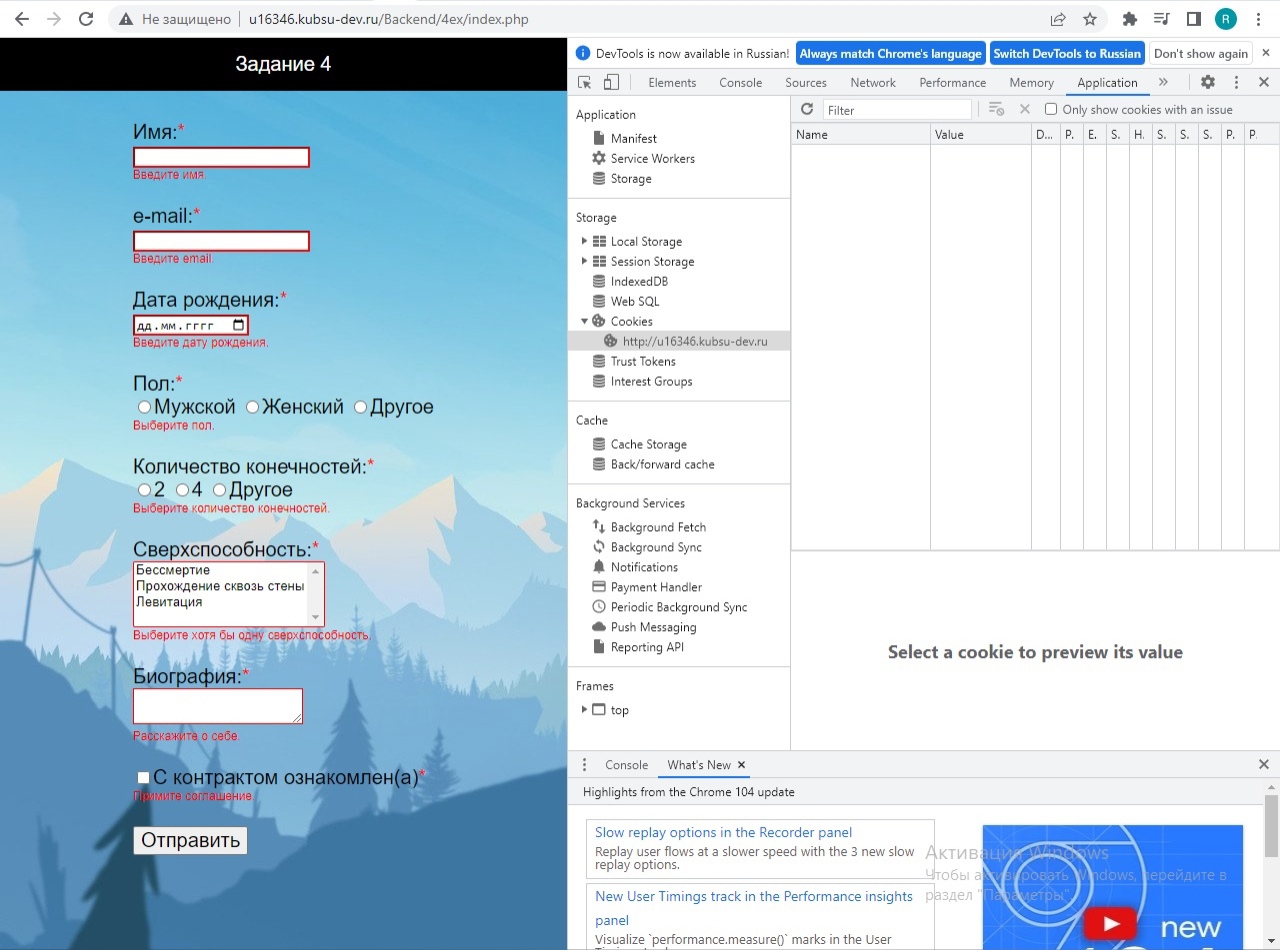 Не защищено
u16346.kubsu-dev.ru/Backend/4ex/index.php
R
Задание 4
Имя:*
Введите имя.
e-mail:*
Введите email.
Дата рождения:*
дд.мм.гггг
Введите дату рождения.
Пол:*
Мужской Женский Другое
Выберите пол.
Количество конечностей:*
2 4 Другое
Выберите количество конечностей.
Сверхспособность:*
Бессмертие
Прохождение сквозь стены
Левитация
Выберите хотя бы одну сверхспособность.
Биография:*
Расскажите о себе.
С контрактом ознакомлен(а)*
Примите соглашение
Отправить
DevTools is now available in Russian! Always match Chrome's language Switch DevTools to Russian Don't show again
Elements Console Sources Network Performance Memory Application
Application
Manifest
Service Workers
Storage
Storage
Local Storage
Session Storage
IndexedDB
Web SQL
Cookies
http://u16346.kubsu-dev.ru
Trust Tokens
Interest Groups
Cache
Cache Storage
Back/forward cache
Background Services
Background Fetch
Background Sync
Notifications
Payment Handler
Periodic Background Sync
Push Messaging
Reporting API
Frames
top
Filter
Only show cookies with an issue
Name Value D... P. E. S. H. S. S. S. P. P.
Select a cookie to preview its value
Console What's New
Highlights from the Chrome 104 update
Slow replay options in the Recorder panel
Replay user flows at a slower speed with the 3 new slow
replay options.
New User Timings track in the Performance insights
panel
Visualize `performance.measure()` marks in the User
Активация Windows
Чтобы активировать Windows, перейдите в
раздел "Параметры".
new